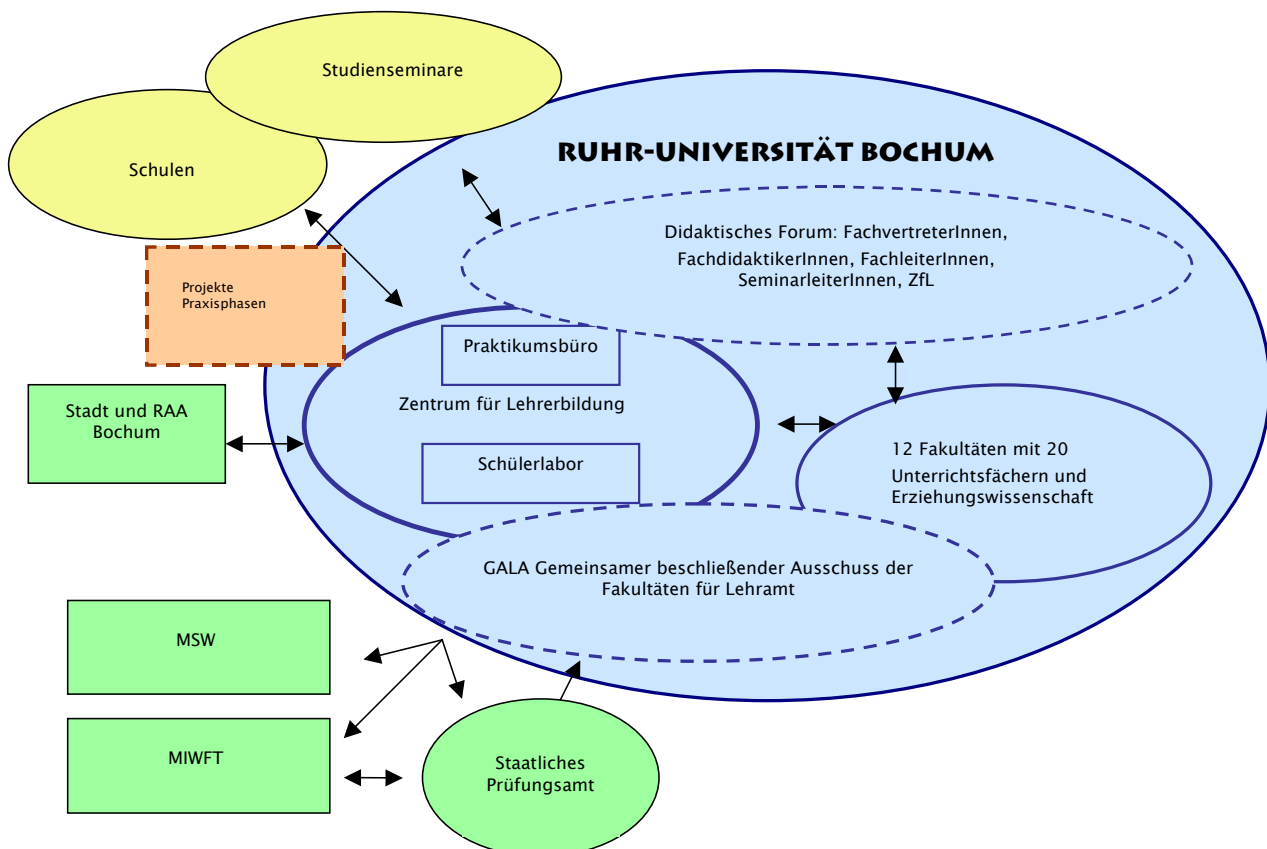 Studienseminare
Schulen
RUHR-UNIVERSITÄT BOCHUM
Didaktisches Forum: FachvertreterInnen,
FachdidaktikerInnen, FachleiterInnen,
SeminarleiterInnen, ZfL
Projekte
Praxisphasen
Praktikumsbüro
Zentrum für Lehrerbildung
Schülerlabor
Stadt und RAA
Bochum
12 Fakultäten mit 20
Unterrichtsfächern und
Erziehungswissenschaft
GALA Gemeinsamer beschließender Ausschuss der
Fakultäten für Lehramt
MSW
MIWFT
Staatliches
Prüfungsamt